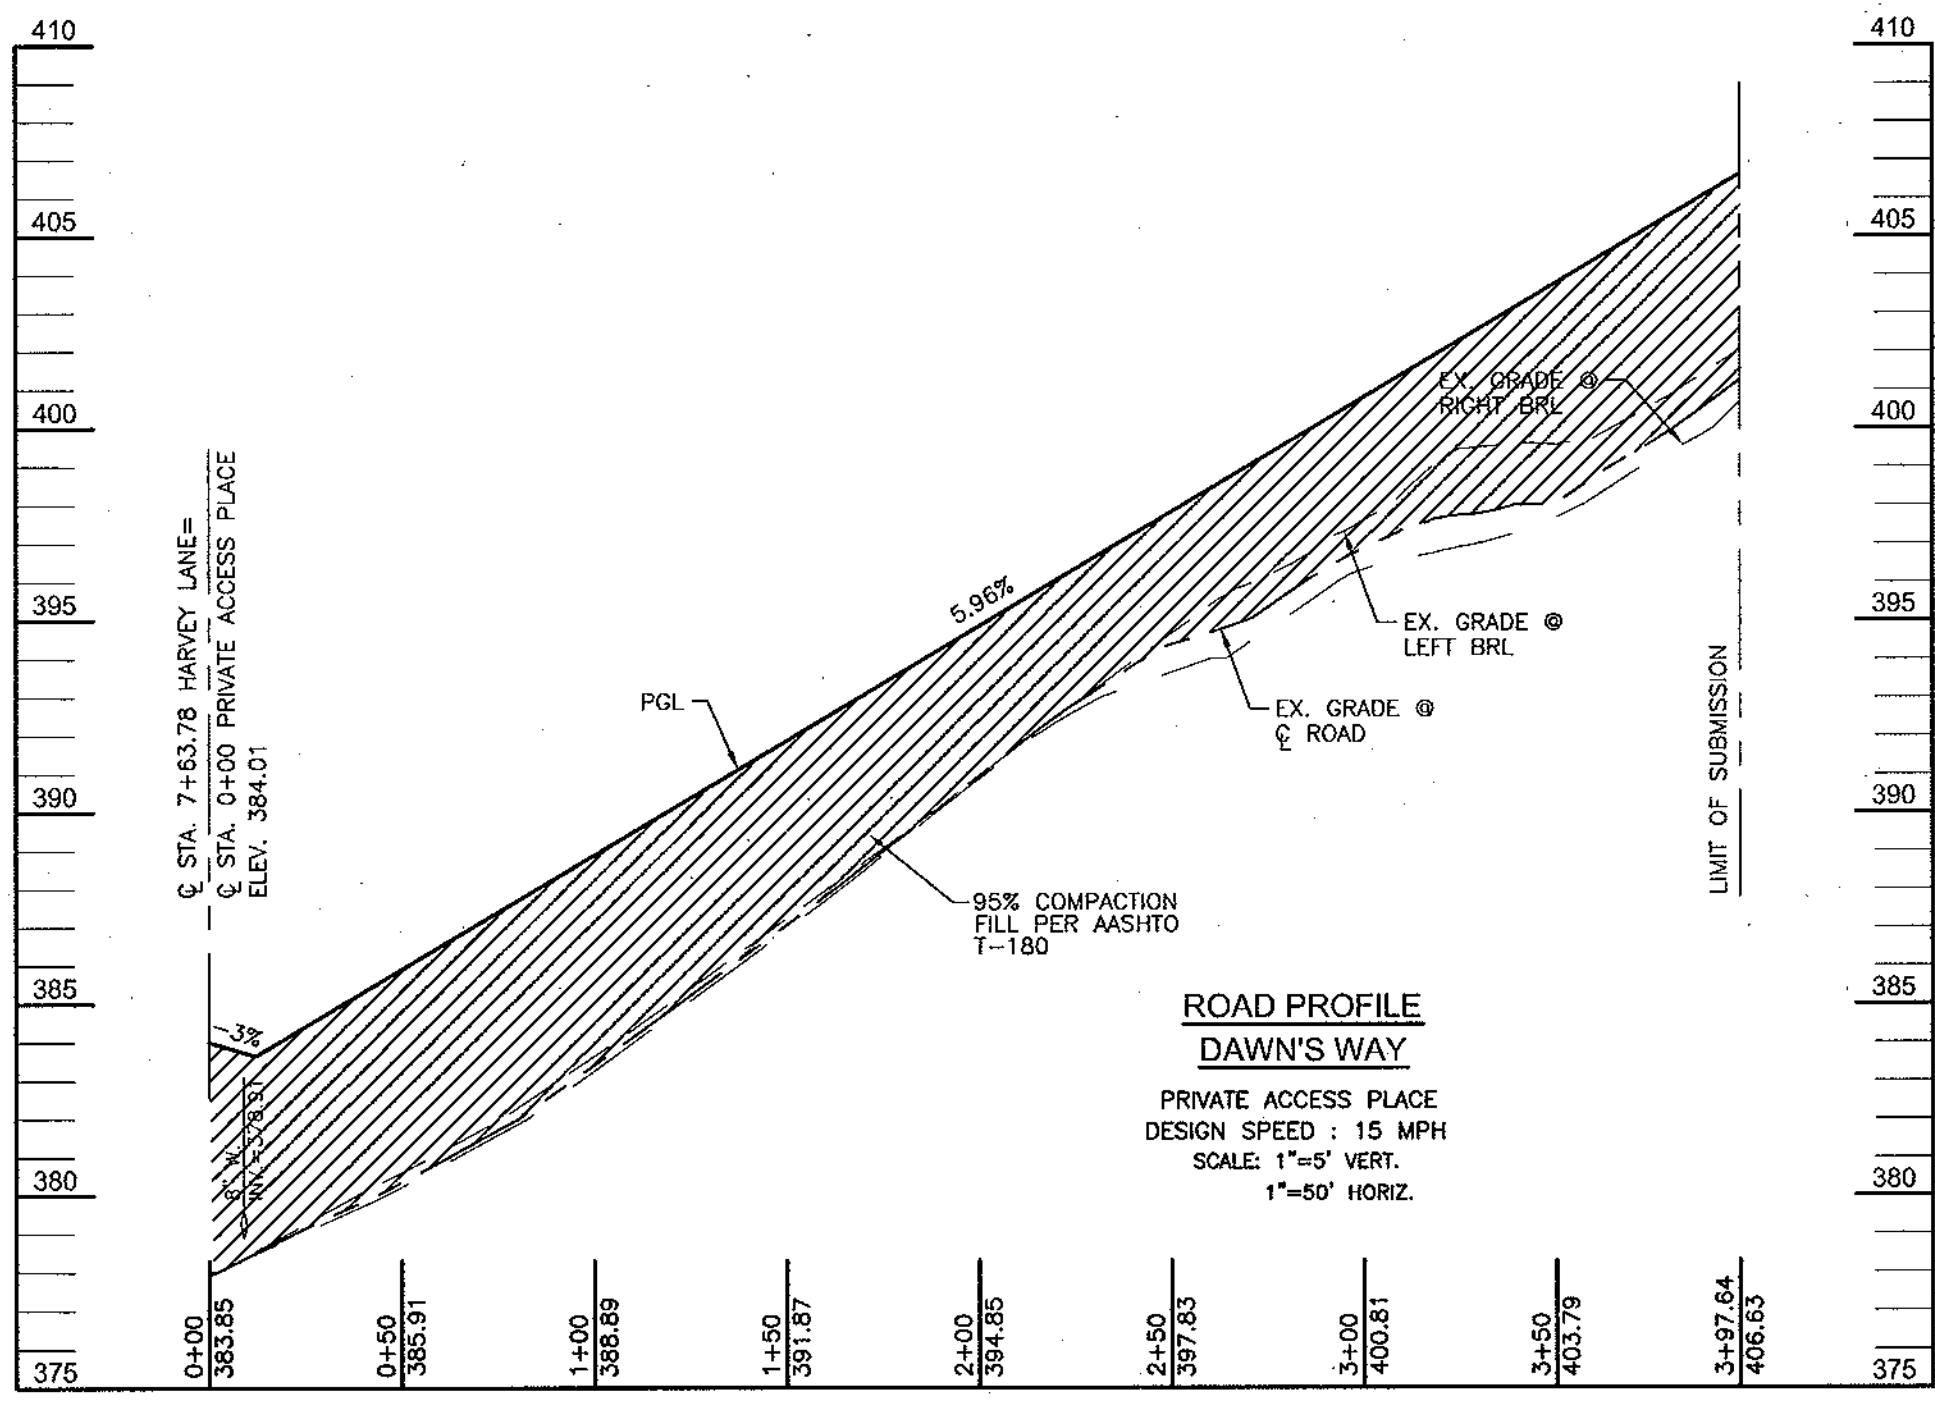 410
405
400
395
390
385
380
375
410
405
400
395
390
385
380
375
℄ STA. 7+63.78 HARVEY LANE=
℄ STA. 0+00 PRIVATE ACCESS PLACE
ELEV. 384.01
-3%
8" W.
INV.=378.91
PGL
5.96%
EX. GRADE @
RIGHT BRL
EX. GRADE @
LEFT BRL
EX. GRADE @
℄ ROAD
95% COMPACTION
FILL PER AASHTO
T-180
LIMIT OF SUBMISSION
ROAD PROFILE
DAWN'S WAY
PRIVATE ACCESS PLACE
DESIGN SPEED : 15 MPH
SCALE: 1"=5' VERT.
1"=50' HORIZ.
0+00
383.85
0+50
385.91
1+00
388.89
1+50
391.87
2+00
394.85
2+50
397.83
3+00
400.81
3+50
403.79
3+97.64
406.63